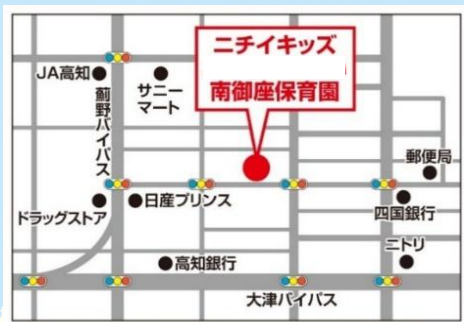 ニチイキッズ
南御座保育園
JA高知
サニー
マート
薊野バイパス
郵便局
日産プリンス
ドラッグストア
四国銀行
高知銀行
ニトリ
大津バイパス